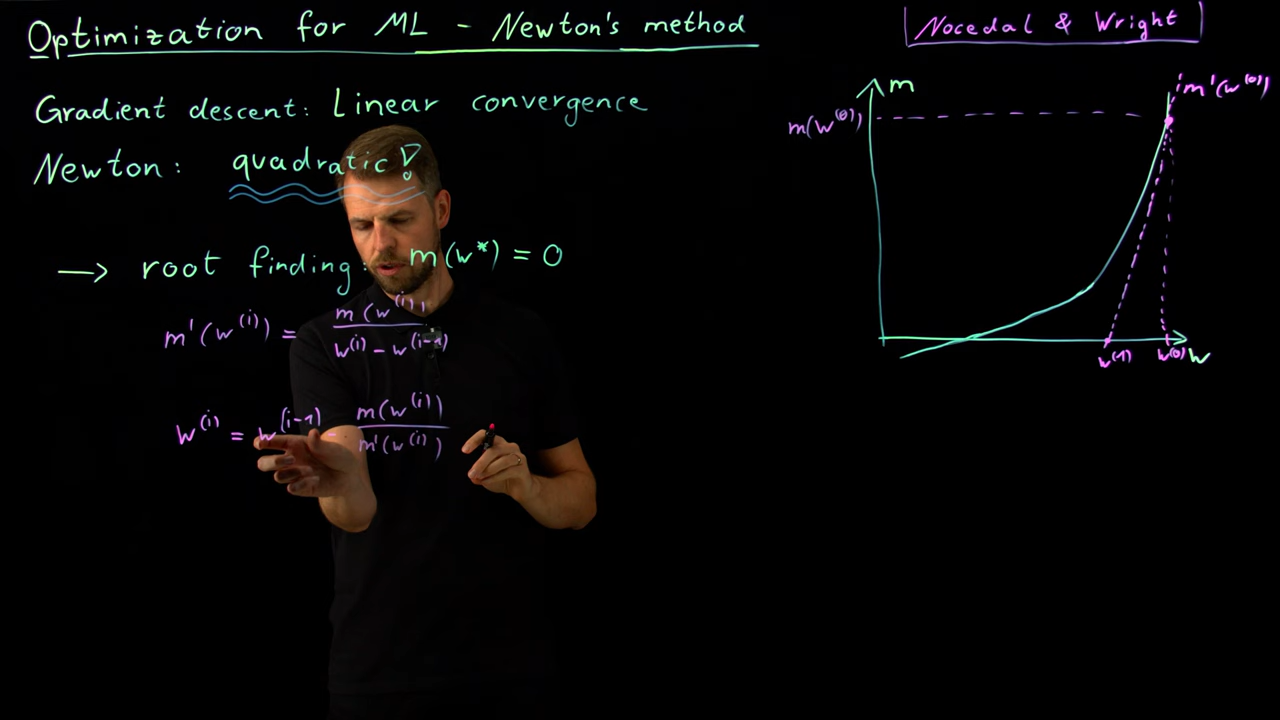 Optimization for ML - Newton's method
Nocedal & Wright
Gradient descent: Linear convergence
Newton: quadratic!
→ root finding: m(w*) = 0
m'(w⁽ⁱ⁾) = m(w⁽ⁱ⁾) / w⁽ⁱ⁾ - w⁽ⁱ⁻¹⁾
w⁽ⁱ⁾ = w⁽ⁱ⁻¹⁾ - m(w⁽ⁱ⁾) / m'(w⁽ⁱ⁾)
m
m'(w⁽⁰⁾)
m(w⁽⁰⁾)
w⁽¹⁾ w⁽⁰⁾ w